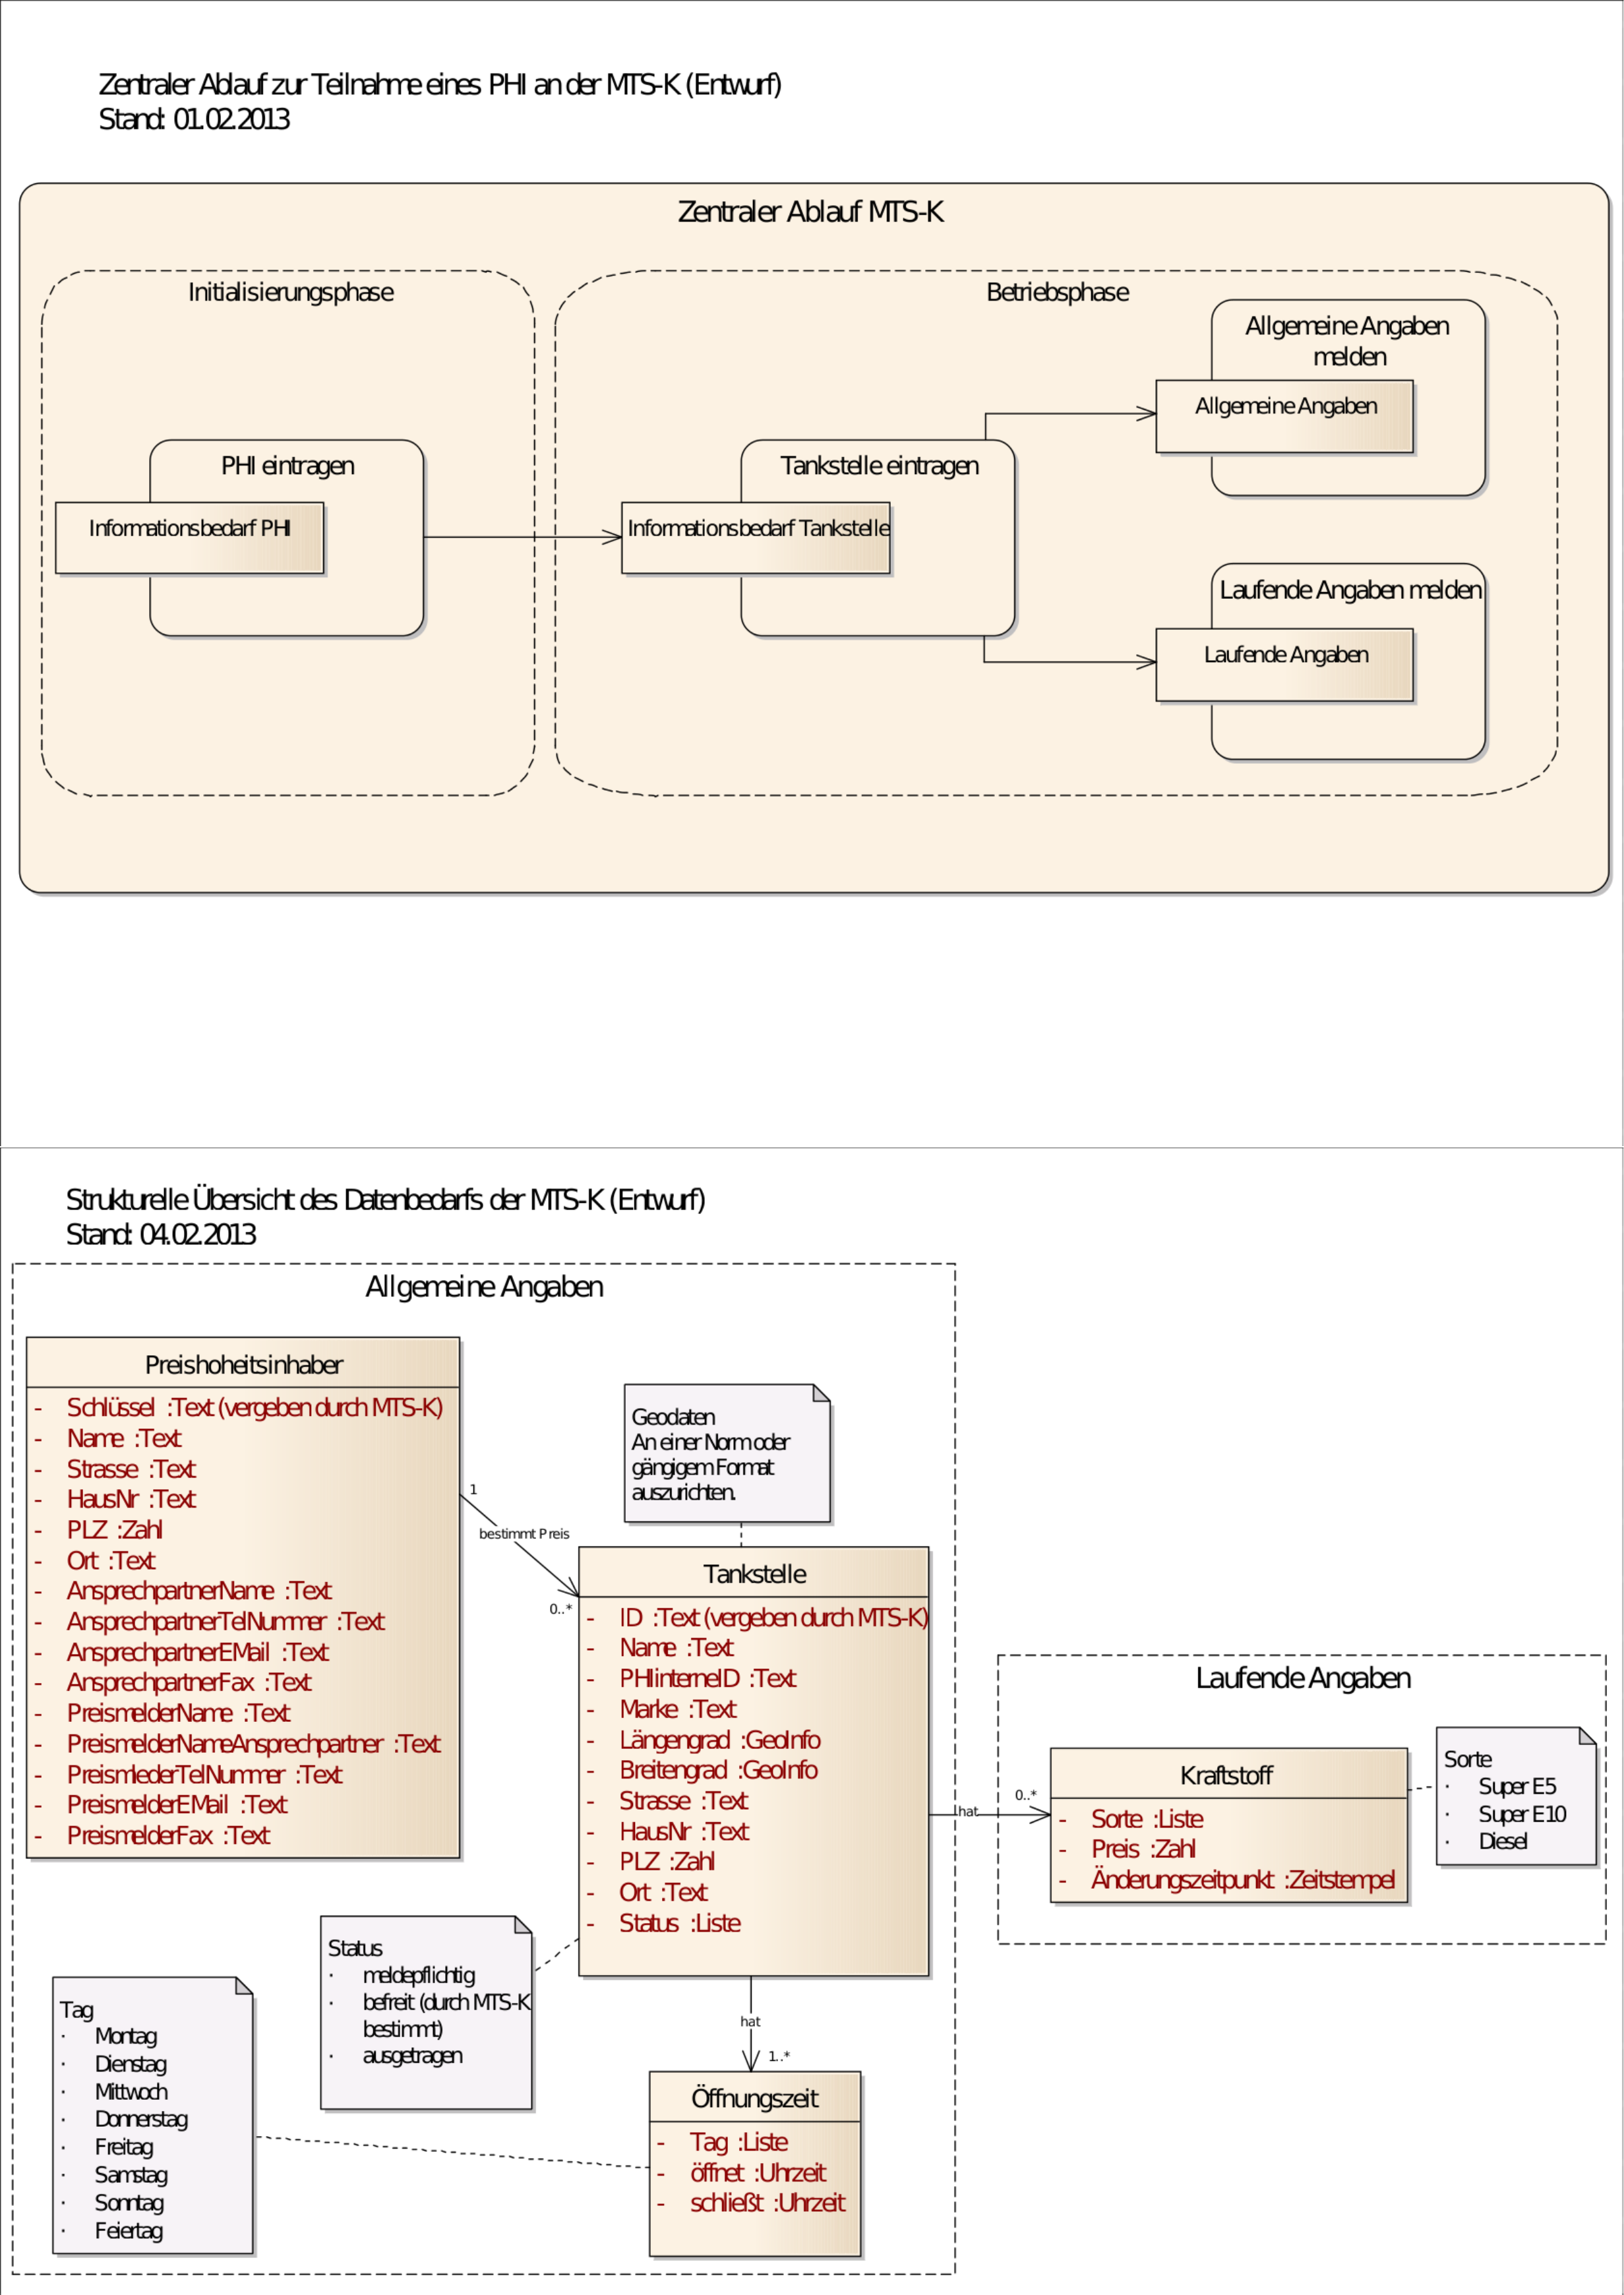 Zentraler Ablauf zur Teilnahme eines PHI an der MTS-K (Entwurf)
Stand: 01.02.2013
Zentraler Ablauf MTS-K
Initialisierungsphase
Betriebsphase
Allgemeine Angaben
melden
Allgemeine Angaben
PHI eintragen
Informationsbedarf PHI
Tankstelle eintragen
Informationsbedarf Tankstelle
Laufende Angaben melden
Laufende Angaben
Strukturelle Übersicht des Datenbedarfs der MTS-K (Entwurf)
Stand: 04.02.2013
Allgemeine Angaben
Preishoheitsinhaber
- Schlüssel :Text (vergeben durch MTS-K)
- Name :Text
- Strasse :Text
- HausNr :Text
- PLZ :Zahl
- Ort :Text
- AnsprechpartnerName :Text
- AnsprechpartnerTelNummer :Text
- AnsprechpartnerEMail :Text
- AnsprechpartnerFax :Text
- PreismelderName :Text
- PreismelderNameAnsprechpartner :Text
- PreismlederTelNummer :Text
- PreismelderEMail :Text
- PreismelderFax :Text
1
bestimmt Preis
0..*
Geodaten
An einer Norm oder
gängigem Format
auszurichten.
Tankstelle
- ID :Text (vergeben durch MTS-K)
- Name :Text
- PHIinterneID :Text
- Marke :Text
- Längengrad :GeoInfo
- Breitengrad :GeoInfo
- Strasse :Text
- HausNr :Text
- PLZ :Zahl
- Ort :Text
- Status :Liste
hat
0..*
Laufende Angaben
Kraftstoff
- Sorte :Liste
- Preis :Zahl
- Änderungszeitpunkt :Zeitstempel
Sorte
· Super E5
· Super E10
· Diesel
Status
· meldepflichtig
· befreit (durch MTS-K
bestimmt)
· ausgetragen
hat
1..*
Tag
· Montag
· Dienstag
· Mittwoch
· Donnerstag
· Freitag
· Samstag
· Sonntag
· Feiertag
Öffnungszeit
- Tag :Liste
- öffnet :Uhrzeit
- schließt :Uhrzeit